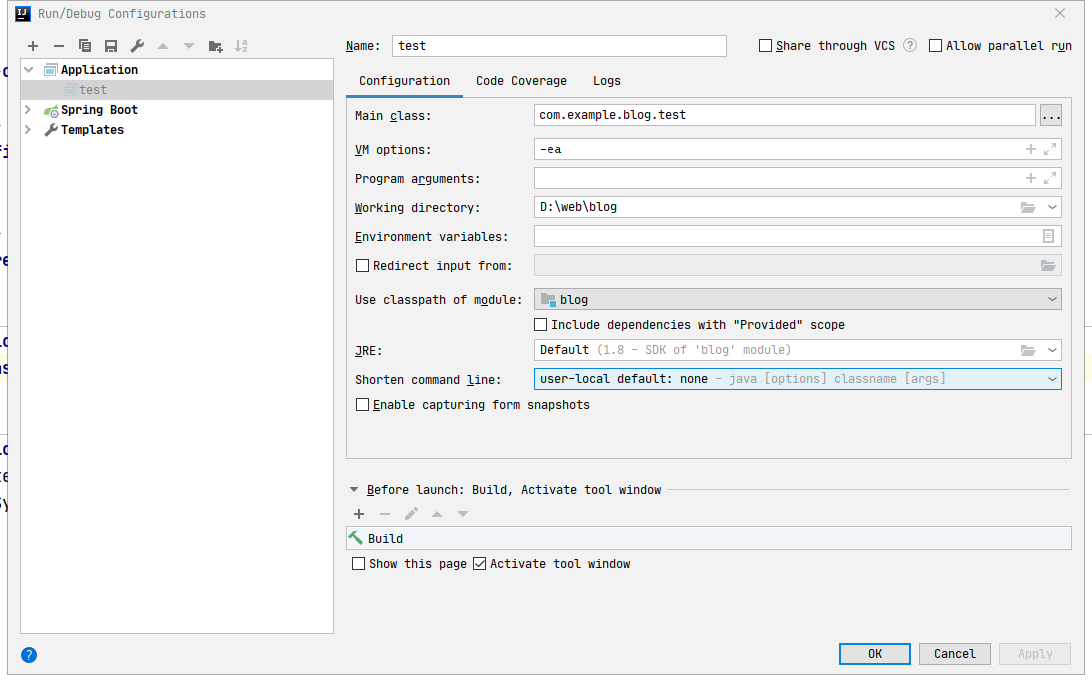 Run/Debug Configurations
Application
test
Spring Boot
Templates
Name: test
Share through VCS ?
Allow parallel run
Configuration Code Coverage Logs
Main class: com.example.blog.test ...
VM options: -ea
Program arguments:
Working directory: D:\web\blog
Environment variables:
Redirect input from:
Use classpath of module: blog
Include dependencies with "Provided" scope
JRE: Default (1.8 - SDK of 'blog' module)
Shorten command line: user-local default: none - java [options] classname [args]
Enable capturing form snapshots
Before launch: Build, Activate tool window
Build
Show this page Activate tool window
? OK Cancel Apply